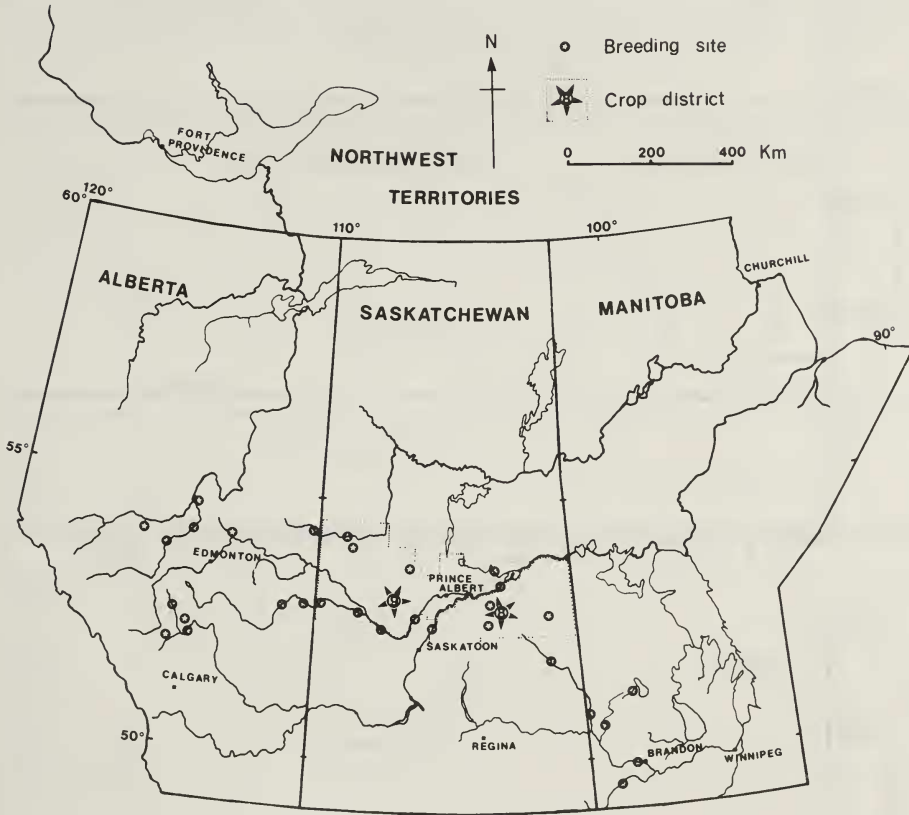 N
Breeding site
Crop district
0 200 400 Km
FORT
PROVIDENCE
NORTHWEST
TERRITORIES
60° 120°
110°
100°
90°
ALBERTA
SASKATCHEWAN
MANITOBA
CHURCHILL
55°
EDMONTON
PRINCE
ALBERT
SASKATOON
CALGARY
50°
REGINA
BRANDON
WINNIPEG